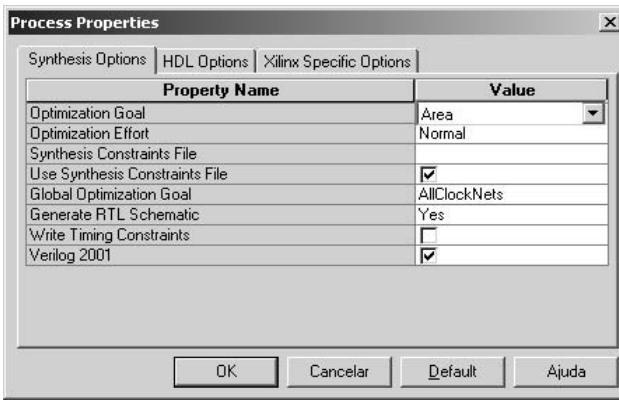 Process Properties
Synthesis Options HDL Options Xilinx Specific Options
Property Name Value
Optimization Goal Area
Optimization Effort Normal
Synthesis Constraints File
Use Synthesis Constraints File
Global Optimization Goal AllClockNets
Generate RTL Schematic Yes
Write Timing Constraints
Verilog 2001
OK Cancelar Default Ajuda